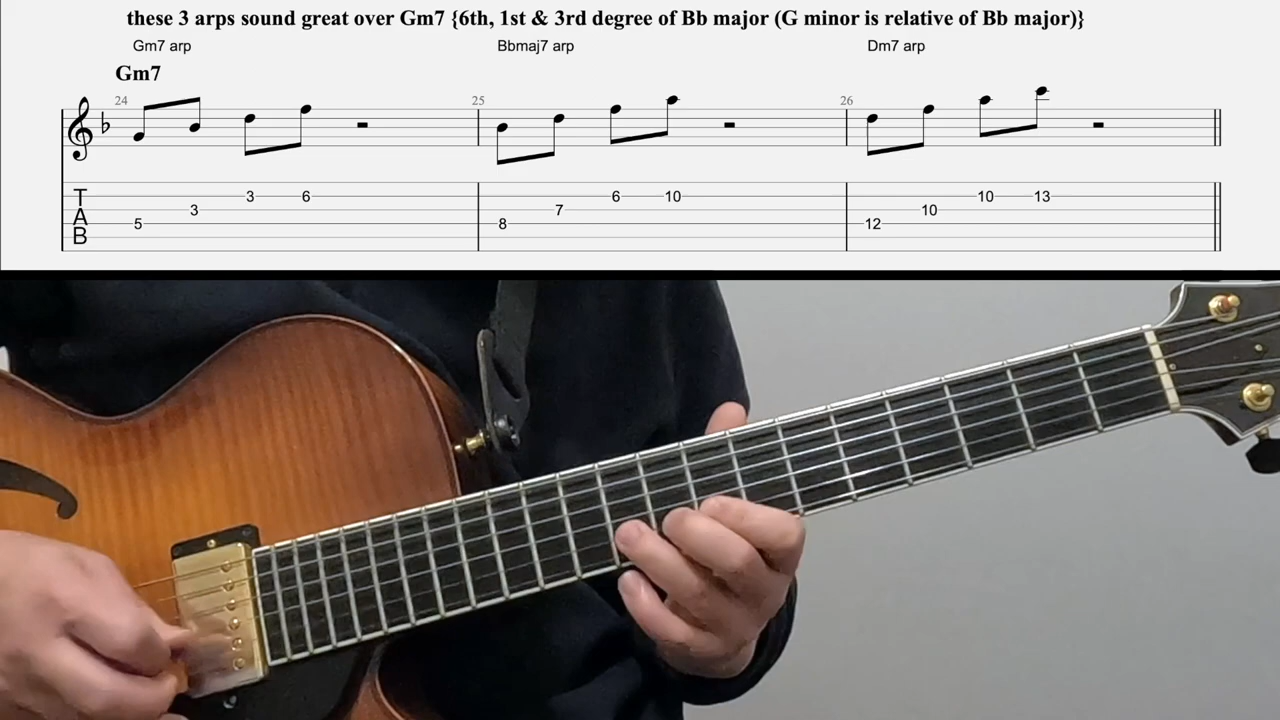 these 3 arps sound great over Gm7 {6th, 1st & 3rd degree of Bb major (G minor is relative of Bb major)}
Gm7 arp Bbmaj7 arp Dm7 arp
Gm7
24 25 26
T 3 6 6 10 10 13
A 3 7 10
B 5 8 12